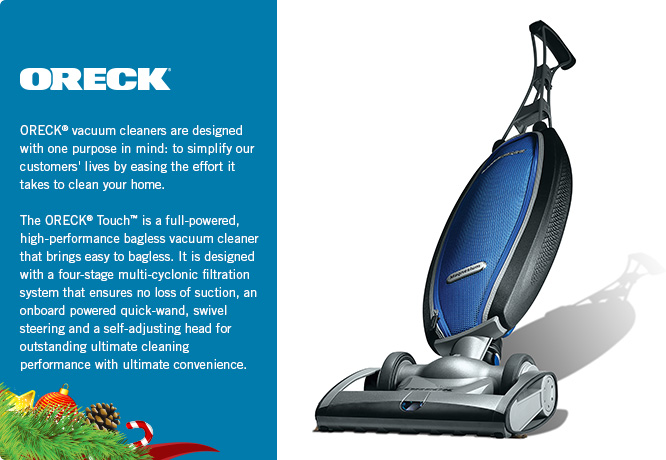 ORECK®
ORECK® vacuum cleaners are designed
with one purpose in mind: to simplify our
customers' lives by easing the effort it
takes to clean your home.
The ORECK® Touch™ is a full-powered,
high-performance bagless vacuum cleaner
that brings easy to bagless. It is designed
with a four-stage multi-cyclonic filtration
system that ensures no loss of suction, an
onboard powered quick-wand, swivel
steering and a self-adjusting head for
outstanding ultimate cleaning
performance with ultimate convenience.
Magnesium